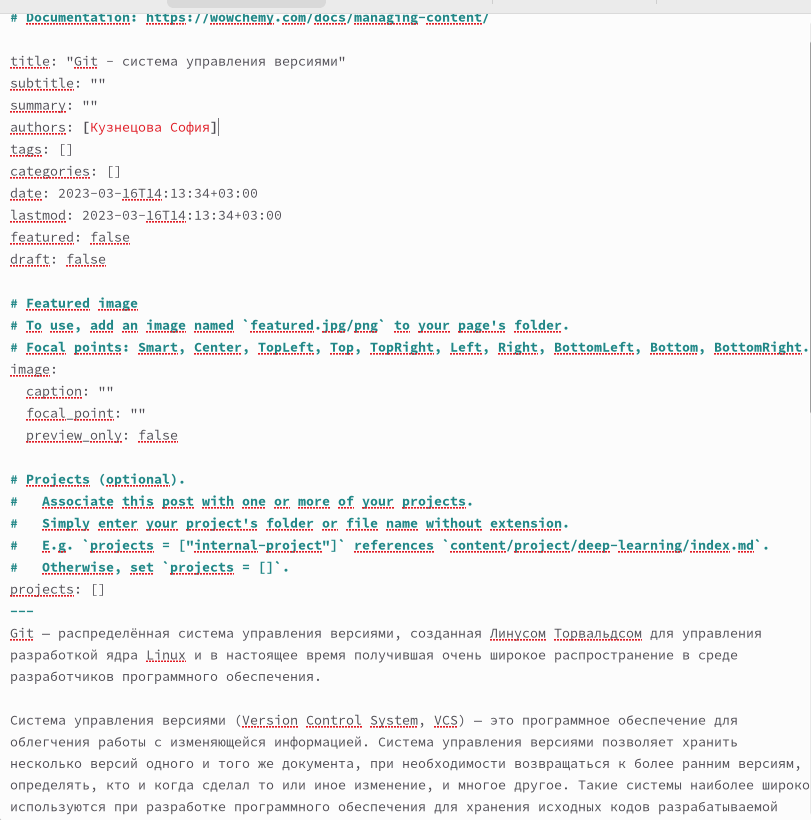 # Documentation: https://wowchemy.com/docs/managing-content/
title: "Git - система управления версиями"
subtitle: ""
summary: ""
authors: [Кузнецова София]
tags: []
categories: []
date: 2023-03-16T14:13:34+03:00
lastmod: 2023-03-16T14:13:34+03:00
featured: false
draft: false
# Featured image
# To use, add an image named `featured.jpg/png` to your page's folder.
# Focal points: Smart, Center, TopLeft, Top, TopRight, Left, Right, BottomLeft, Bottom, BottomRight.
image:
  caption: ""
  focal_point: ""
  preview_only: false
# Projects (optional).
#   Associate this post with one or more of your projects.
#   Simply enter your project's folder or file name without extension.
#   E.g. `projects = ["internal-project"]` references `content/project/deep-learning/index.md`.
#   Otherwise, set `projects = []`.
projects: []
---
Git — распределённая система управления версиями, созданная Линусом Торвальдсом для управления
разработкой ядра Linux и в настоящее время получившая очень широкое распространение в среде
разработчиков программного обеспечения.
Система управления версиями (Version Control System, VCS) — это программное обеспечение для
облегчения работы с изменяющейся информацией. Система управления версиями позволяет хранить
несколько версий одного и того же документа, при необходимости возвращаться к более ранним версиям,
определять, кто и когда сделал то или иное изменение, и многое другое. Такие системы наиболее широко
используются при разработке программного обеспечения для хранения исходных кодов разрабатываемой